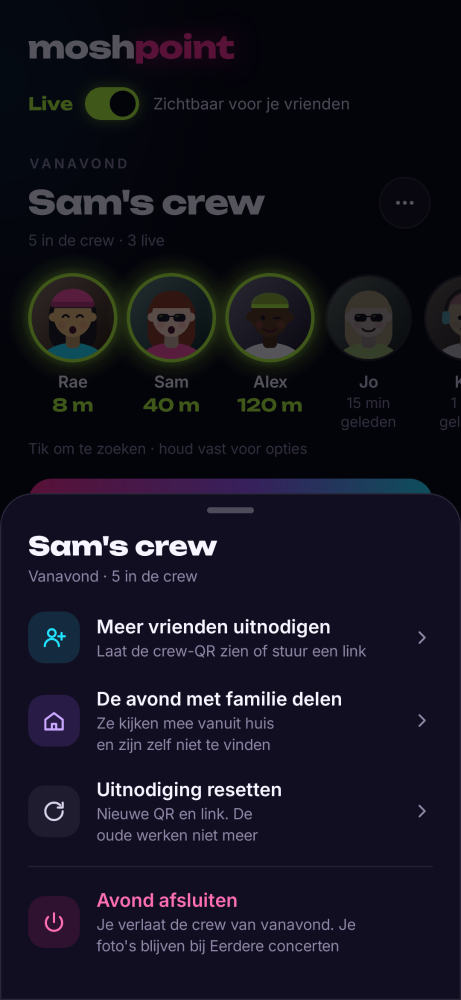 moshpoint
Live Zichtbaar voor je vrienden
VANAVOND
Sam's crew
5 in de crew · 3 live
Rae Sam Alex Jo
8 m 40 m 120 m 15 min
geleden
Tik om te zoeken · houd vast voor opties
Sam's crew
Vanavond · 5 in de crew
Meer vrienden uitnodigen
Laat de crew-QR zien of stuur een link
De avond met familie delen
Ze kijken mee vanuit huis
en zijn zelf niet te vinden
Uitnodiging resetten
Nieuwe QR en link. De
oude werken niet meer
Avond afsluiten
Je verlaat de crew van vanavond. Je
foto's blijven bij Eerdere concerten